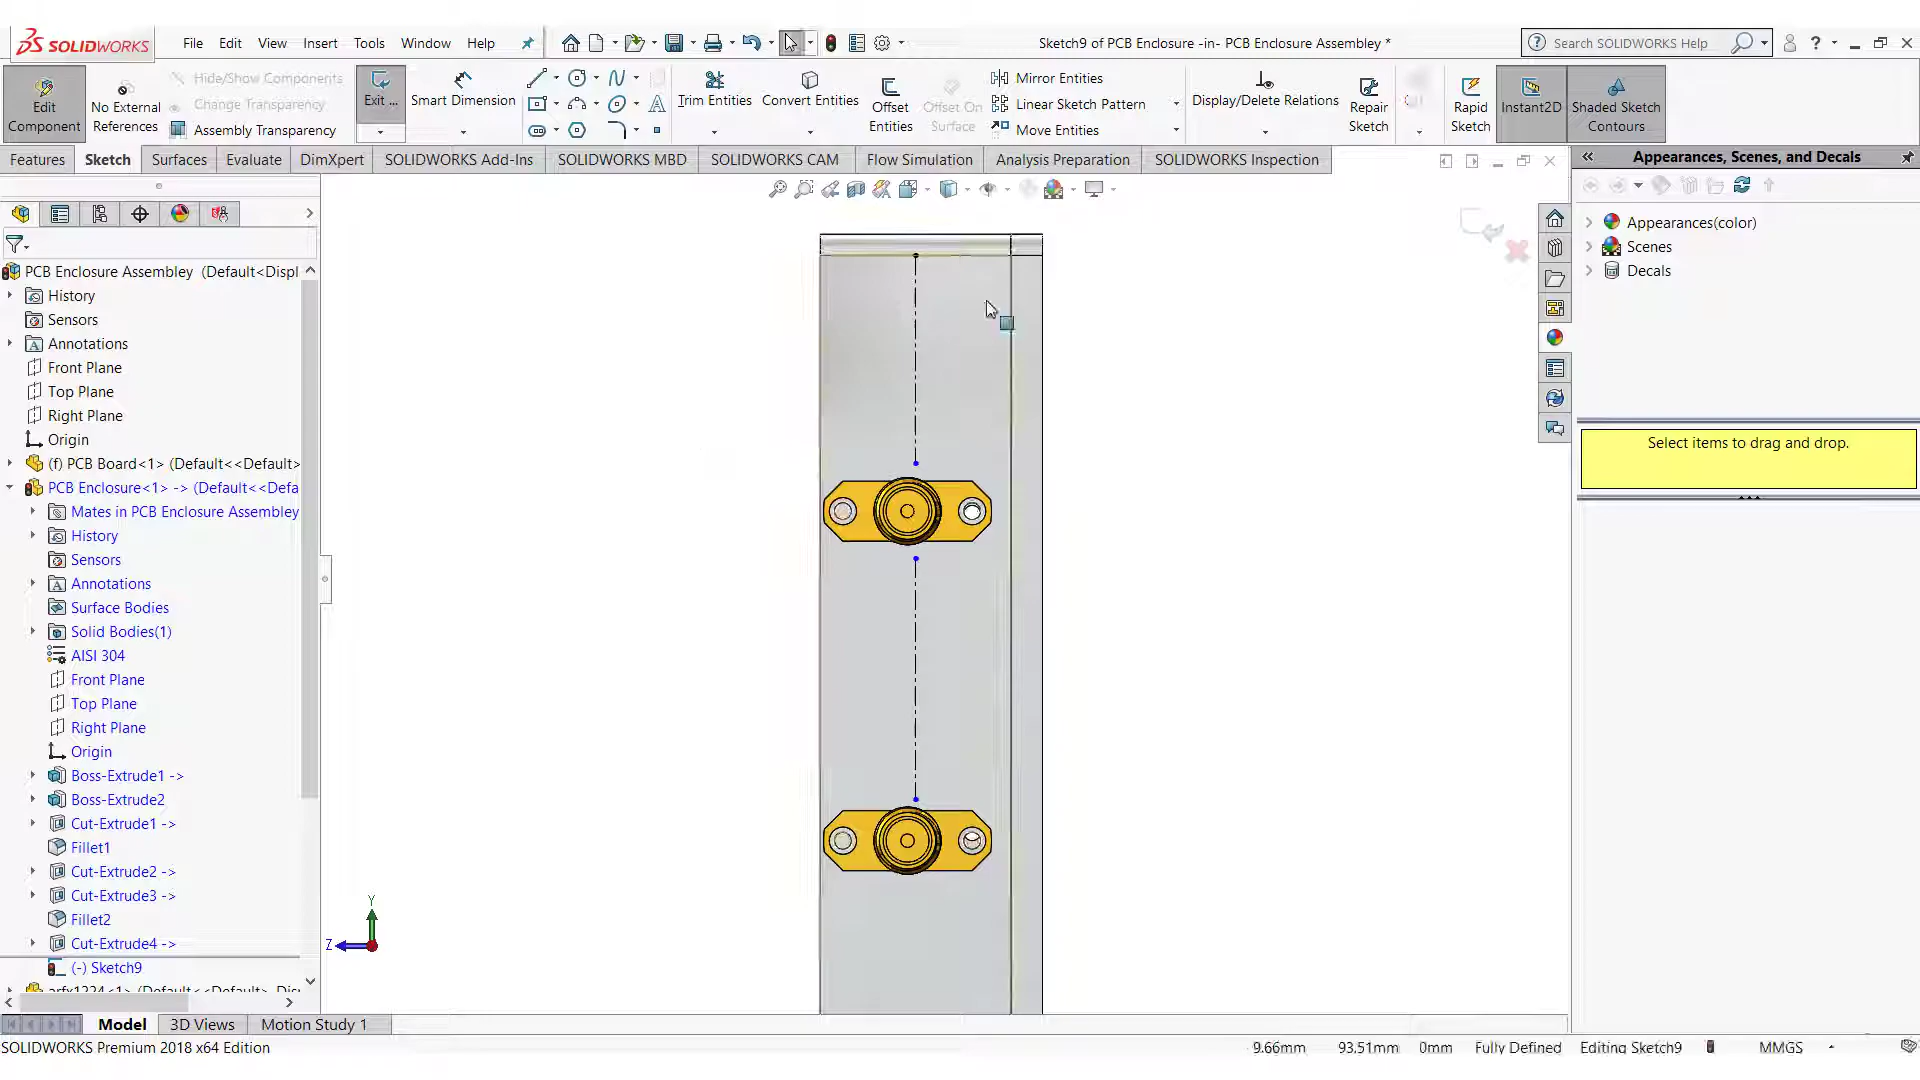 SOLIDWORKS
File Edit View Insert Tools Window Help
Sketch9 of PCB Enclosure -in- PCB Enclosure Assembley *
Search SOLIDWORKS Help
Edit Component
No External References
Hide/Show Components
Change Transparency
Assembly Transparency
Exit ...
Smart Dimension
Trim Entities
Convert Entities
Offset Entities
Offset On Surface
Mirror Entities
Linear Sketch Pattern
Move Entities
Display/Delete Relations
Repair Sketch
Rapid Sketch
Instant2D
Shaded Sketch Contours
Features Sketch Surfaces Evaluate DimXpert SOLIDWORKS Add-Ins SOLIDWORKS MBD SOLIDWORKS CAM Flow Simulation Analysis Preparation SOLIDWORKS Inspection
Appearances, Scenes, and Decals
Appearances(color)
Scenes
Decals
Select items to drag and drop.
PCB Enclosure Assembley (Default<Displ
History
Sensors
Annotations
Front Plane
Top Plane
Right Plane
Origin
(f) PCB Board<1> (Default<<Default>
PCB Enclosure<1> -> (Default<<Defa
Mates in PCB Enclosure Assembley
History
Sensors
Annotations
Surface Bodies
Solid Bodies(1)
AISI 304
Front Plane
Top Plane
Right Plane
Origin
Boss-Extrude1 ->
Boss-Extrude2
Cut-Extrude1 ->
Fillet1
Cut-Extrude2 ->
Cut-Extrude3 ->
Fillet2
Cut-Extrude4 ->
(-) Sketch9
Y
Z
Model 3D Views Motion Study 1
SOLIDWORKS Premium 2018 x64 Edition
9.66mm 93.51mm 0mm Fully Defined Editing Sketch9 MMGS